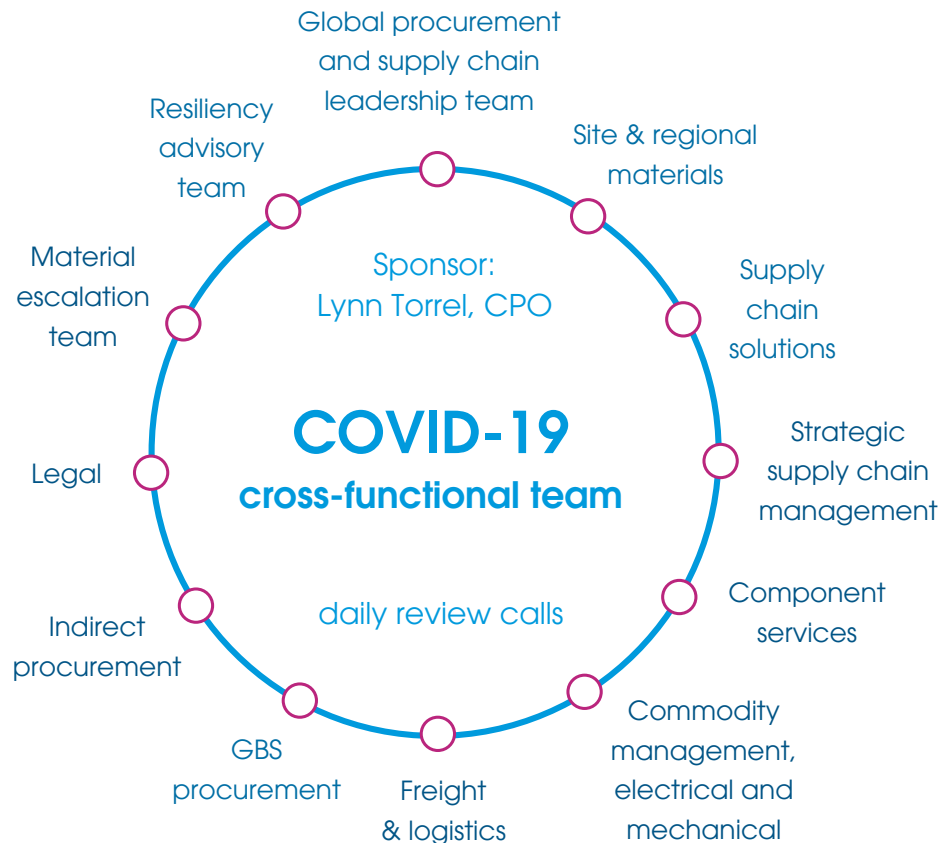 Global procurement
and supply chain
leadership team
Site & regional
materials
Supply
chain
solutions
Strategic
supply chain
management
Component
services
Commodity
management,
electrical and
mechanical
Freight
& logistics
GBS
procurement
Indirect
procurement
Legal
Material
escalation
team
Resiliency
advisory
team
Sponsor:
Lynn Torrel, CPO
COVID-19
cross-functional team
daily review calls